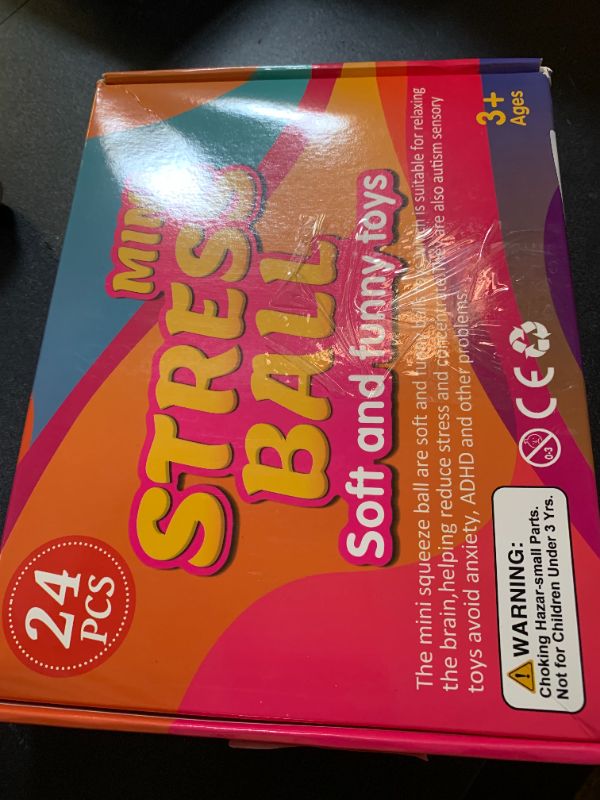 MINI
STRESS
BALL
Soft and funny toys
24
PCS
3+
Ages
The mini squeeze ball are soft and is suitable for relaxing
the brain,helping reduce stress and concentrate are also autism sensory
toys avoid anxiety, ADHD and other problems
0-3
CE
WARNING:
Choking Hazar-small Parts.
Not for Children Under 3 Yrs.